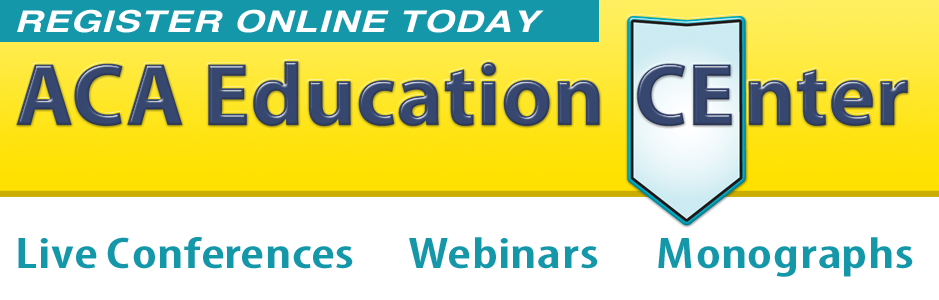 REGISTER ONLINE TODAY
ACA Education CEnter
Live Conferences Webinars Monographs